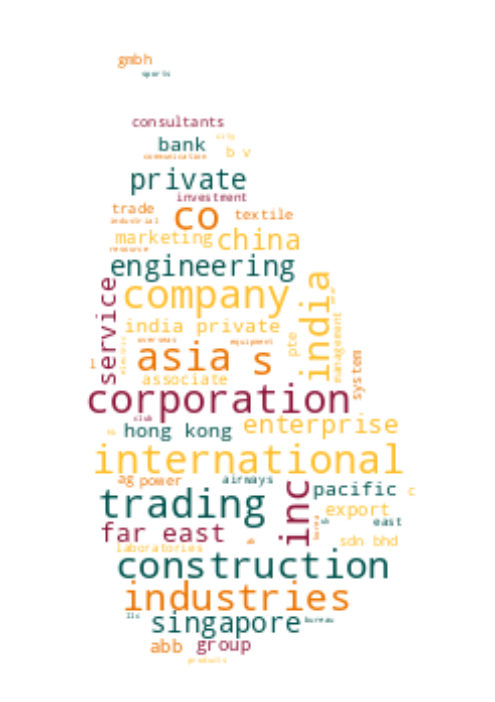 gmbh
sports
consultants
city
bank
b v
communication
private
investment
trade
co
textile
industrial
marketing
china
resource
engineering
company
india
service
india private
overseas
equipment
pte
management
asia
s
associate
system
corporation
club
hong kong
enterprise
international
ag
power
airways
inc
pacific
c
trading
export
east
far east
korea
sdn bhd
laboratories
construction
industries
llc
singapore
bureau
abb
group
products